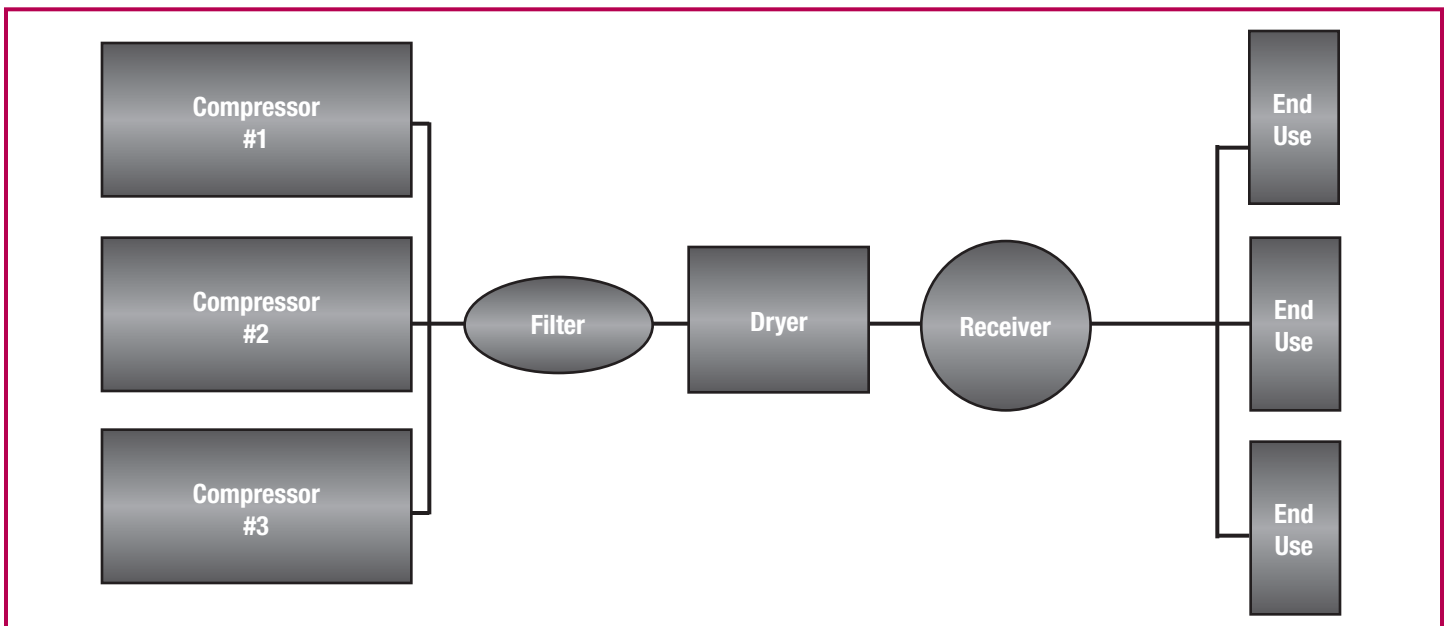 Compressor
#1
Compressor
#2
Compressor
#3
Filter
Dryer
Receiver
End
Use
End
Use
End
Use